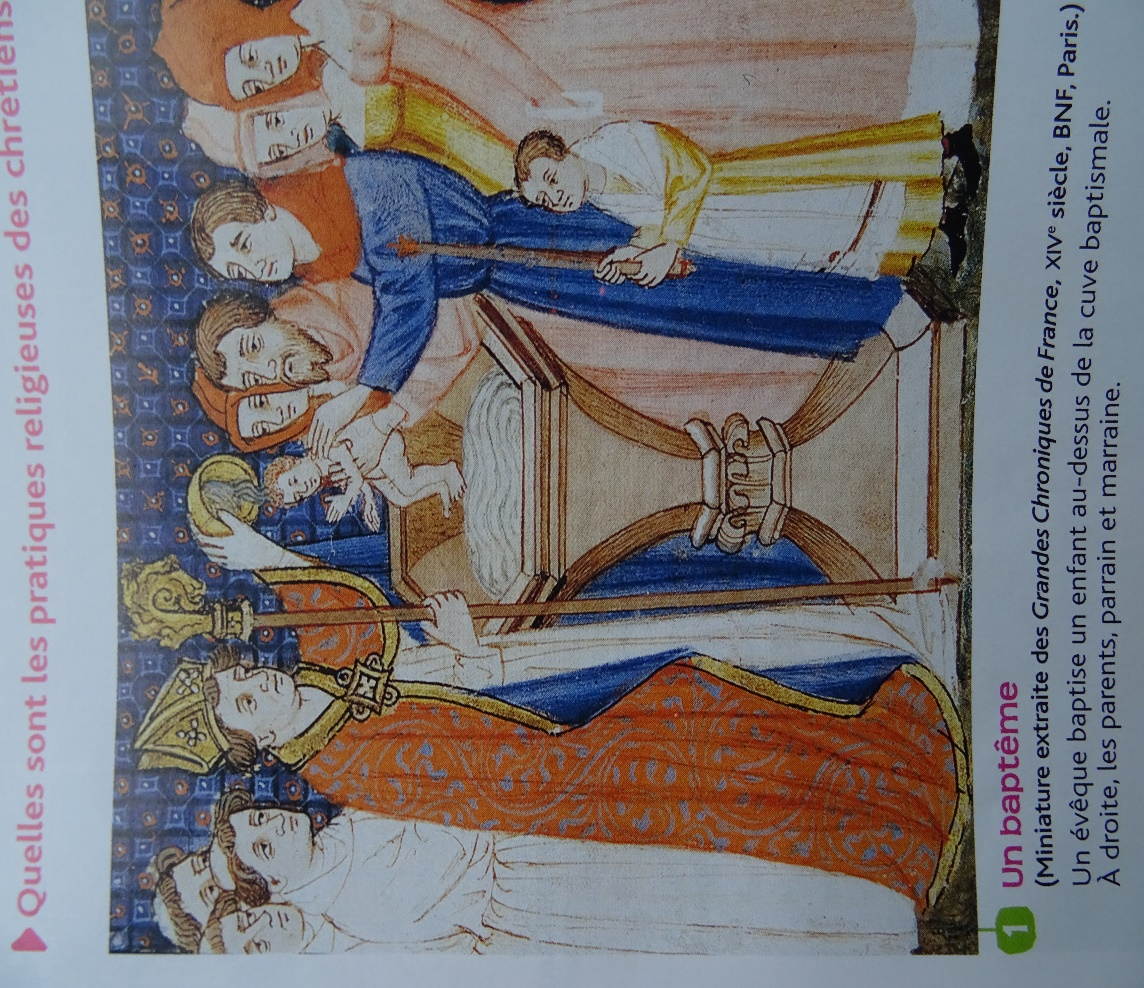 ▶ Quelles sont les pratiques religieuses des chrétiens
1 Un baptême
(Miniature extraite des Grandes Chroniques de France, XIVe siècle, BNF, Paris.)
Un évêque baptise un enfant au-dessus de la cuve baptismale.
À droite, les parents, parrain et marraine.